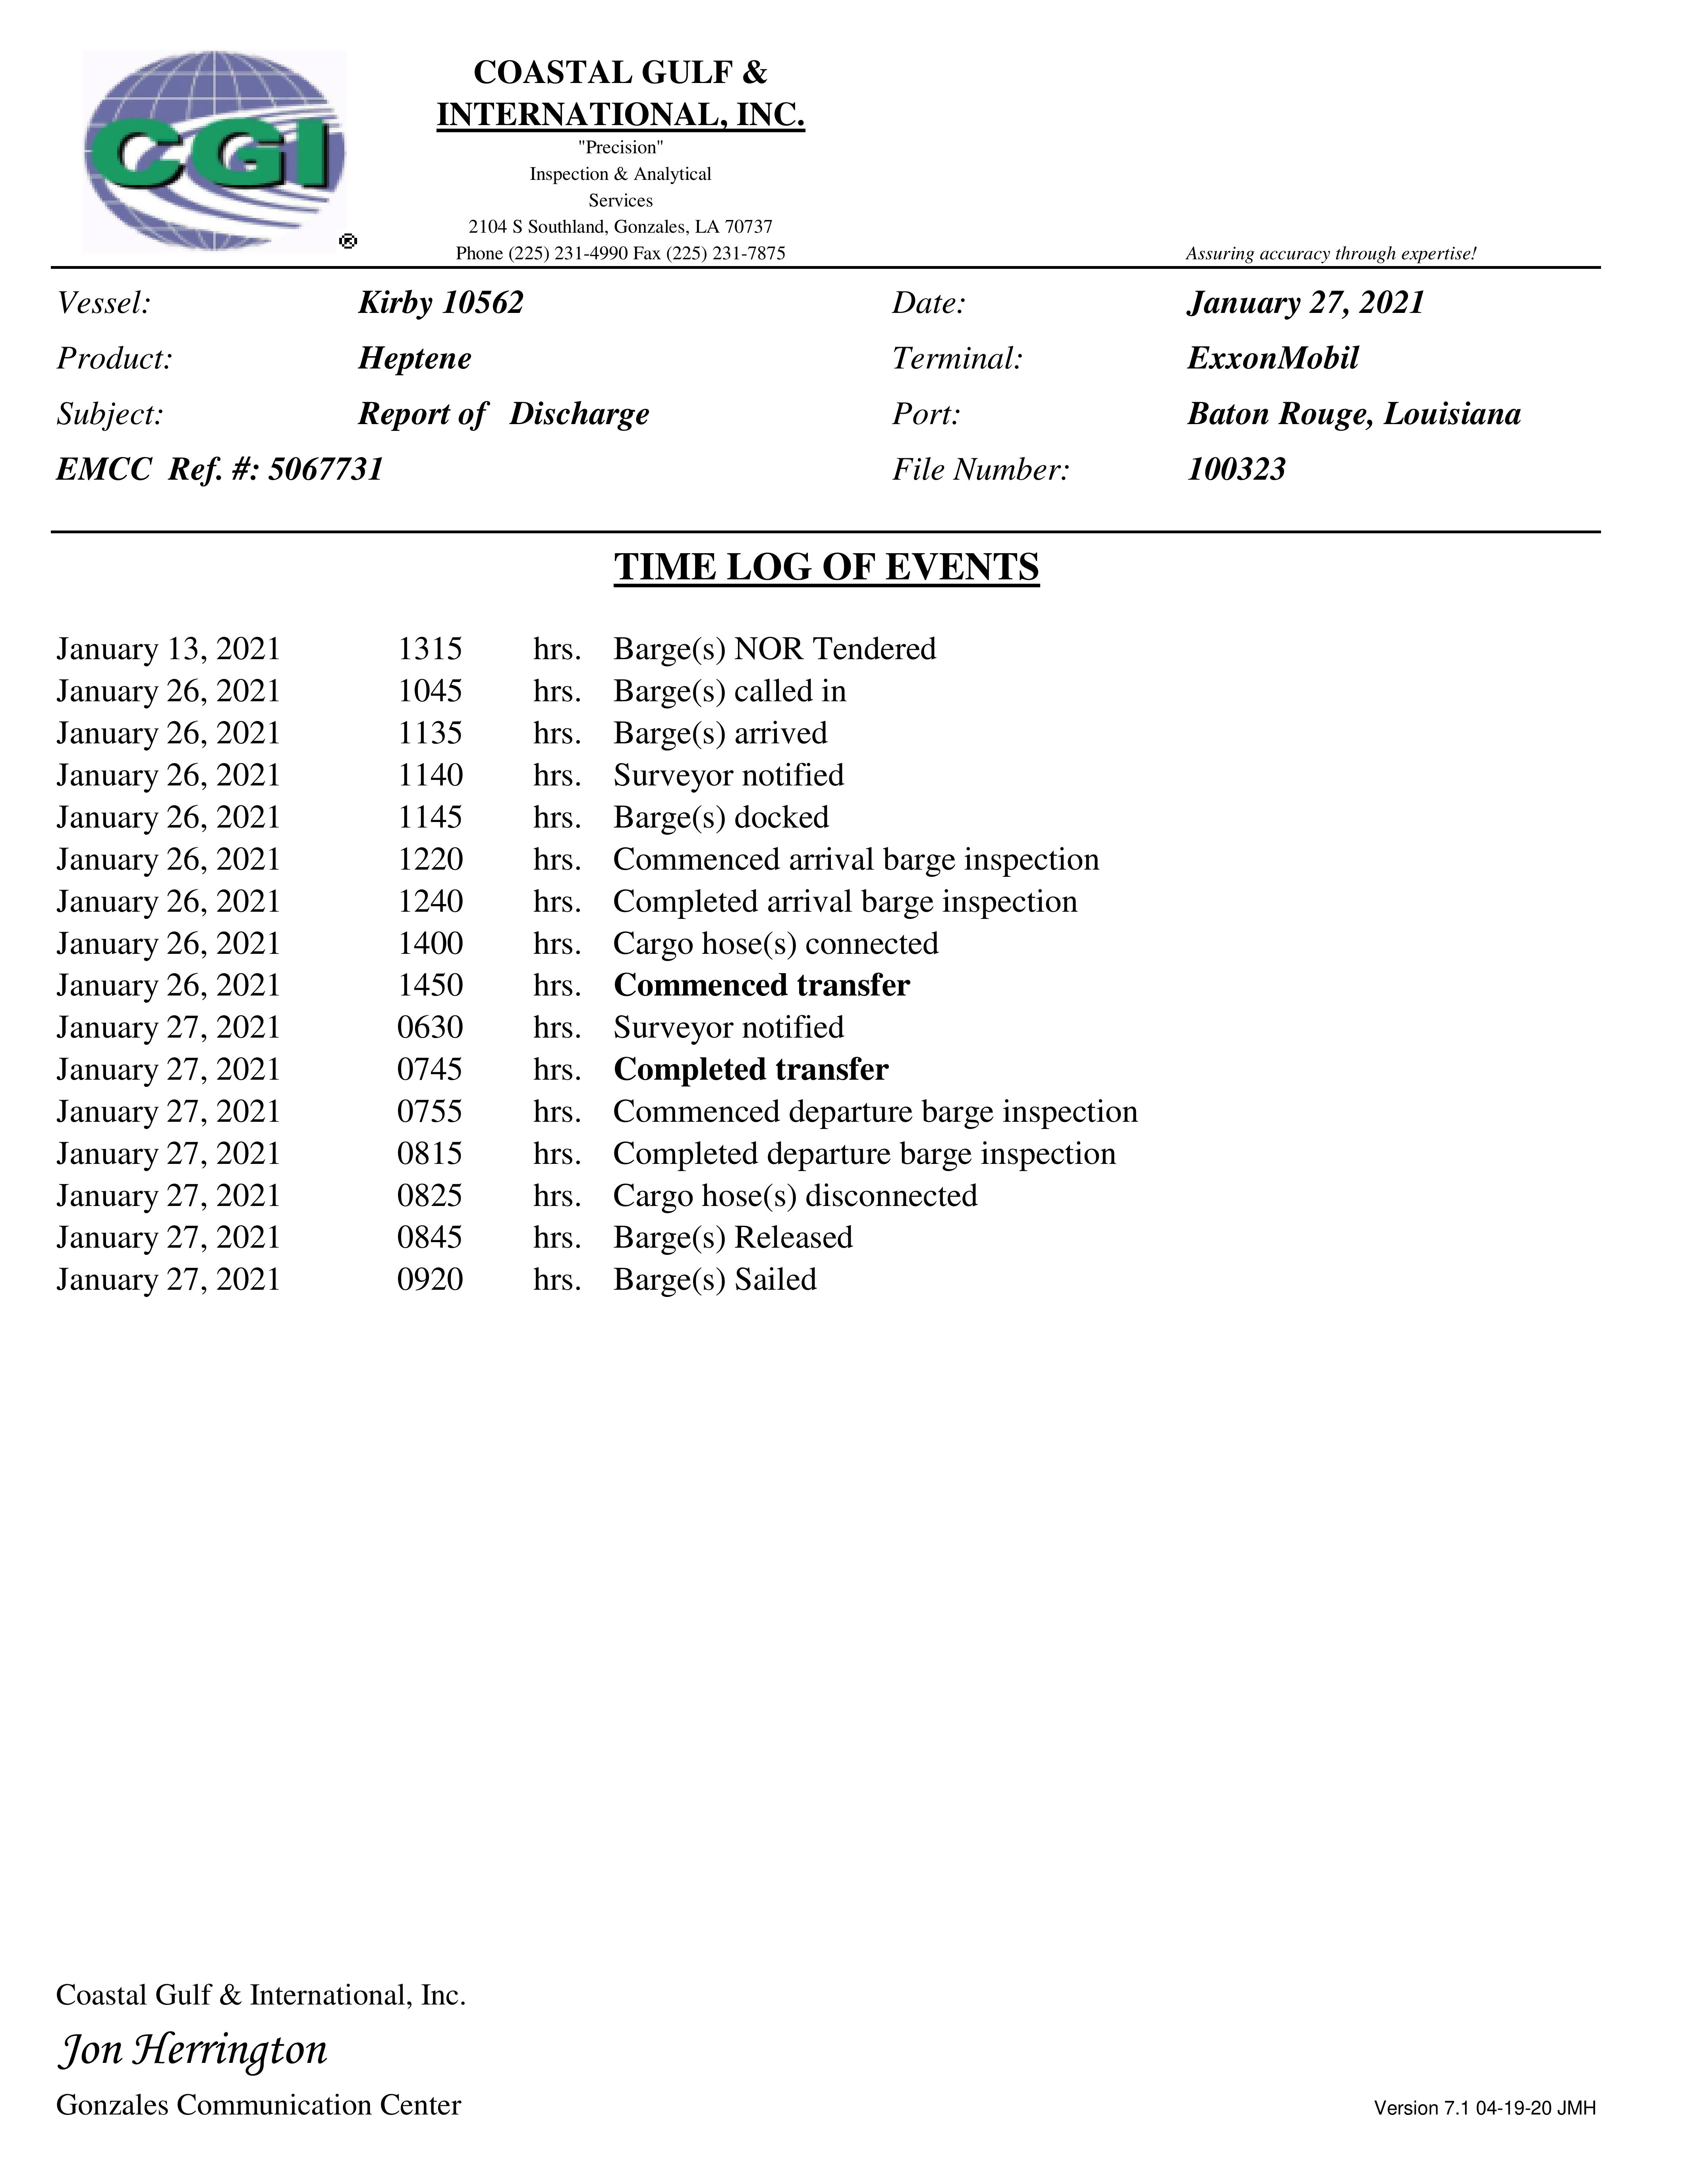 CGI
®
COASTAL GULF &
INTERNATIONAL, INC.
"Precision"
Inspection & Analytical
Services
2104 S Southland, Gonzales, LA 70737
Phone (225) 231-4990 Fax (225) 231-7875
Assuring accuracy through expertise!
Vessel: Kirby 10562 Date: January 27, 2021
Product: Heptene Terminal: ExxonMobil
Subject: Report of Discharge Port: Baton Rouge, Louisiana
EMCC Ref. #: 5067731 File Number: 100323
TIME LOG OF EVENTS
January 13, 2021 1315 hrs. Barge(s) NOR Tendered
January 26, 2021 1045 hrs. Barge(s) called in
January 26, 2021 1135 hrs. Barge(s) arrived
January 26, 2021 1140 hrs. Surveyor notified
January 26, 2021 1145 hrs. Barge(s) docked
January 26, 2021 1220 hrs. Commenced arrival barge inspection
January 26, 2021 1240 hrs. Completed arrival barge inspection
January 26, 2021 1400 hrs. Cargo hose(s) connected
January 26, 2021 1450 hrs. Commenced transfer
January 27, 2021 0630 hrs. Surveyor notified
January 27, 2021 0745 hrs. Completed transfer
January 27, 2021 0755 hrs. Commenced departure barge inspection
January 27, 2021 0815 hrs. Completed departure barge inspection
January 27, 2021 0825 hrs. Cargo hose(s) disconnected
January 27, 2021 0845 hrs. Barge(s) Released
January 27, 2021 0920 hrs. Barge(s) Sailed
Coastal Gulf & International, Inc.
Jon Herrington
Gonzales Communication Center
Version 7.1 04-19-20 JMH